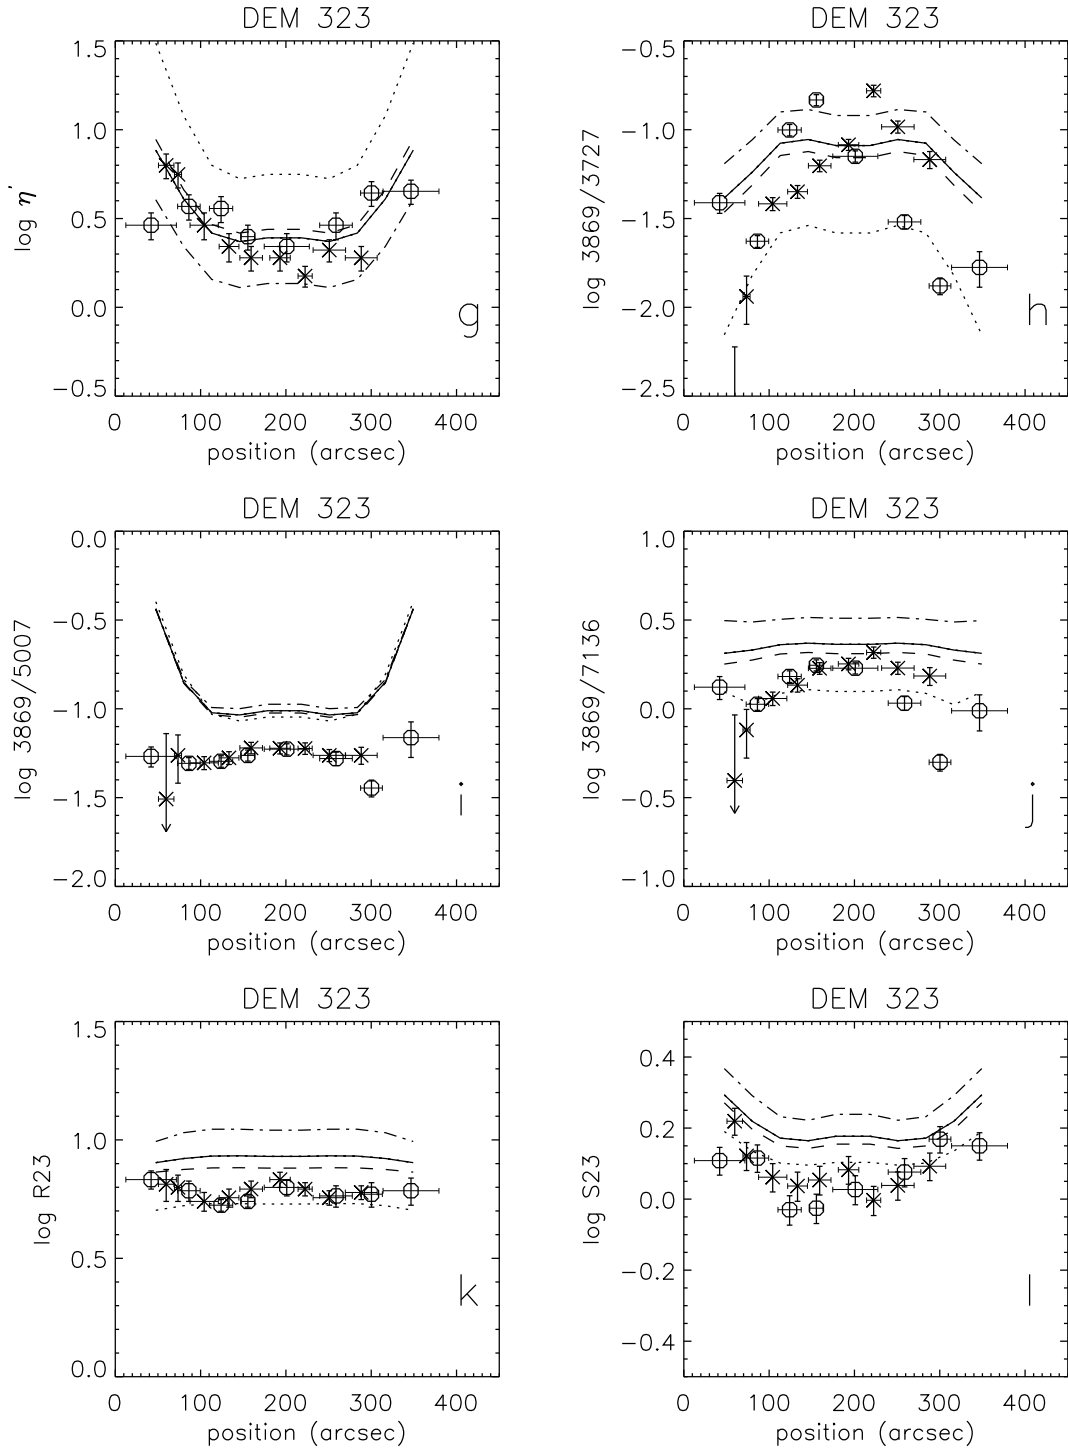 DEM 323
log η′
1.5
1.0
0.5
0.0
−0.5
0 100 200 300 400
position (arcsec)
g
DEM 323
log 3869/3727
−0.5
−1.0
−1.5
−2.0
−2.5
0 100 200 300 400
position (arcsec)
h
DEM 323
log 3869/5007
0.0
−0.5
−1.0
−1.5
−2.0
0 100 200 300 400
position (arcsec)
i
DEM 323
log 3869/7136
1.0
0.5
0.0
−0.5
−1.0
0 100 200 300 400
position (arcsec)
j
DEM 323
log R23
1.5
1.0
0.5
0.0
0 100 200 300 400
position (arcsec)
k
DEM 323
log S23
0.4
0.2
0.0
−0.2
−0.4
0 100 200 300 400
position (arcsec)
l